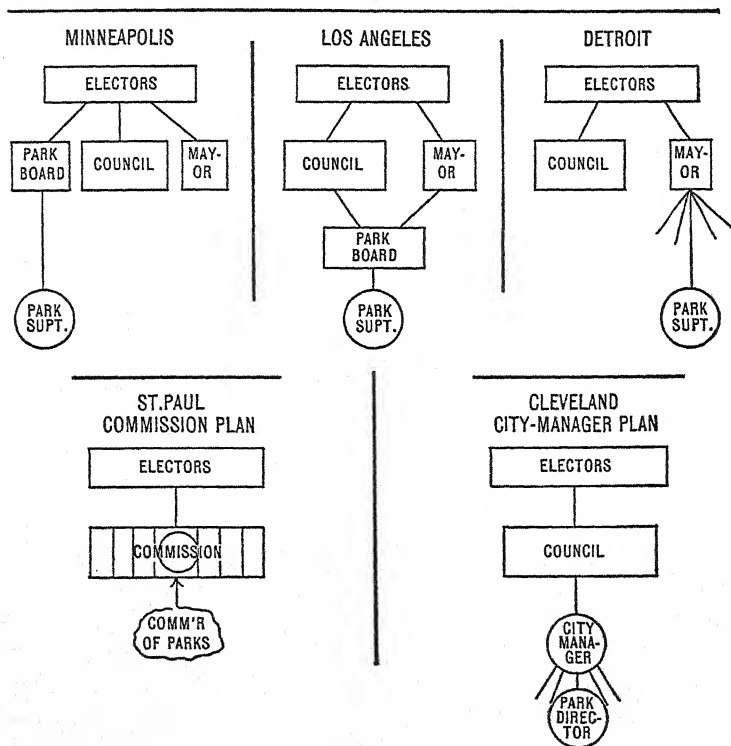 MINNEAPOLIS
ELECTORS
PARK
BOARD
COUNCIL
MAY-
OR
PARK
SUPT.
LOS ANGELES
ELECTORS
COUNCIL
MAY-
OR
PARK
BOARD
PARK
SUPT.
DETROIT
ELECTORS
COUNCIL
MAY-
OR
PARK
SUPT.
ST.PAUL
COMMISSION PLAN
ELECTORS
COMMISSION
COMM'R
OF PARKS
CLEVELAND
CITY-MANAGER PLAN
ELECTORS
COUNCIL
CITY
MANA-
GER
PARK
DIREC-
TOR